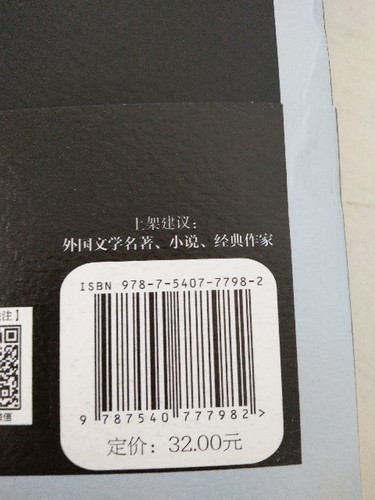 上架建议：
外国文学名著、小说、经典作家
ISBN 978-7-5407-7798-2
9 787540 777982 >
定价：32.00元
注】